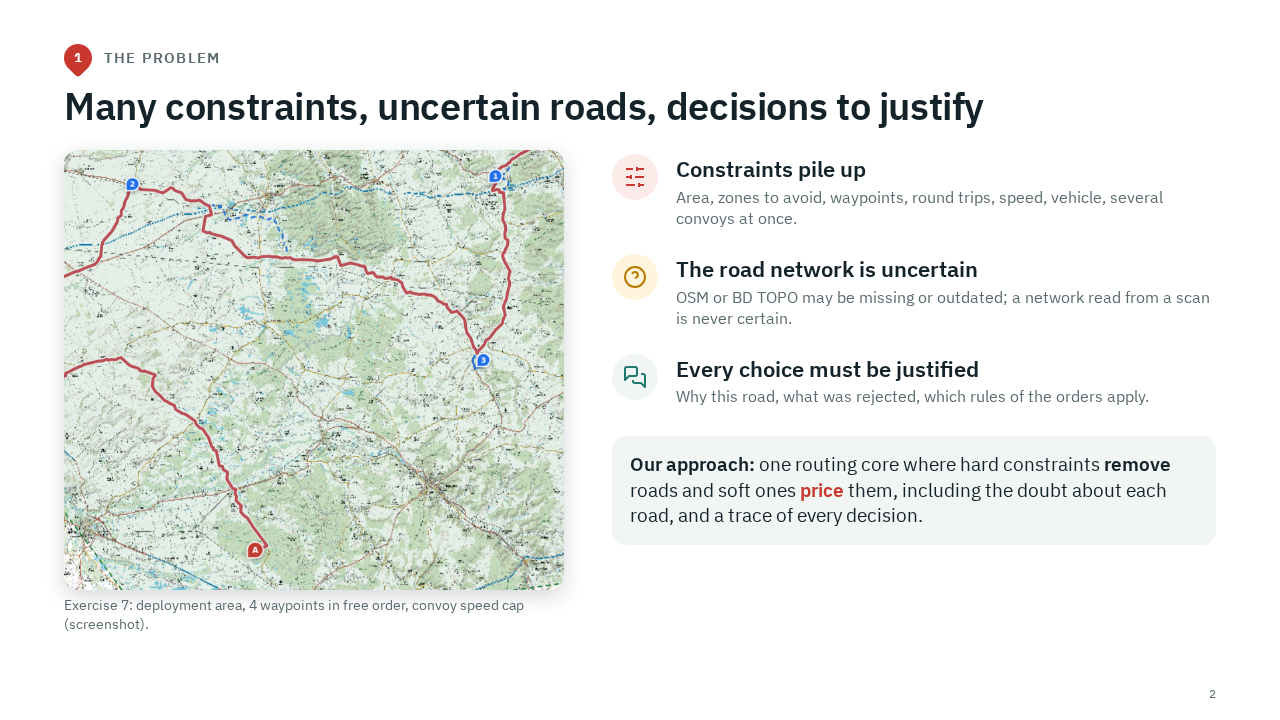 1 THE PROBLEM
Many constraints, uncertain roads, decisions to justify
2
1
3
A
Exercise 7: deployment area, 4 waypoints in free order, convoy speed cap
(screenshot).
Constraints pile up
Area, zones to avoid, waypoints, round trips, speed, vehicle, several
convoys at once.
The road network is uncertain
OSM or BD TOPO may be missing or outdated; a network read from a scan
is never certain.
Every choice must be justified
Why this road, what was rejected, which rules of the orders apply.
Our approach: one routing core where hard constraints remove
roads and soft ones price them, including the doubt about each
road, and a trace of every decision.
2